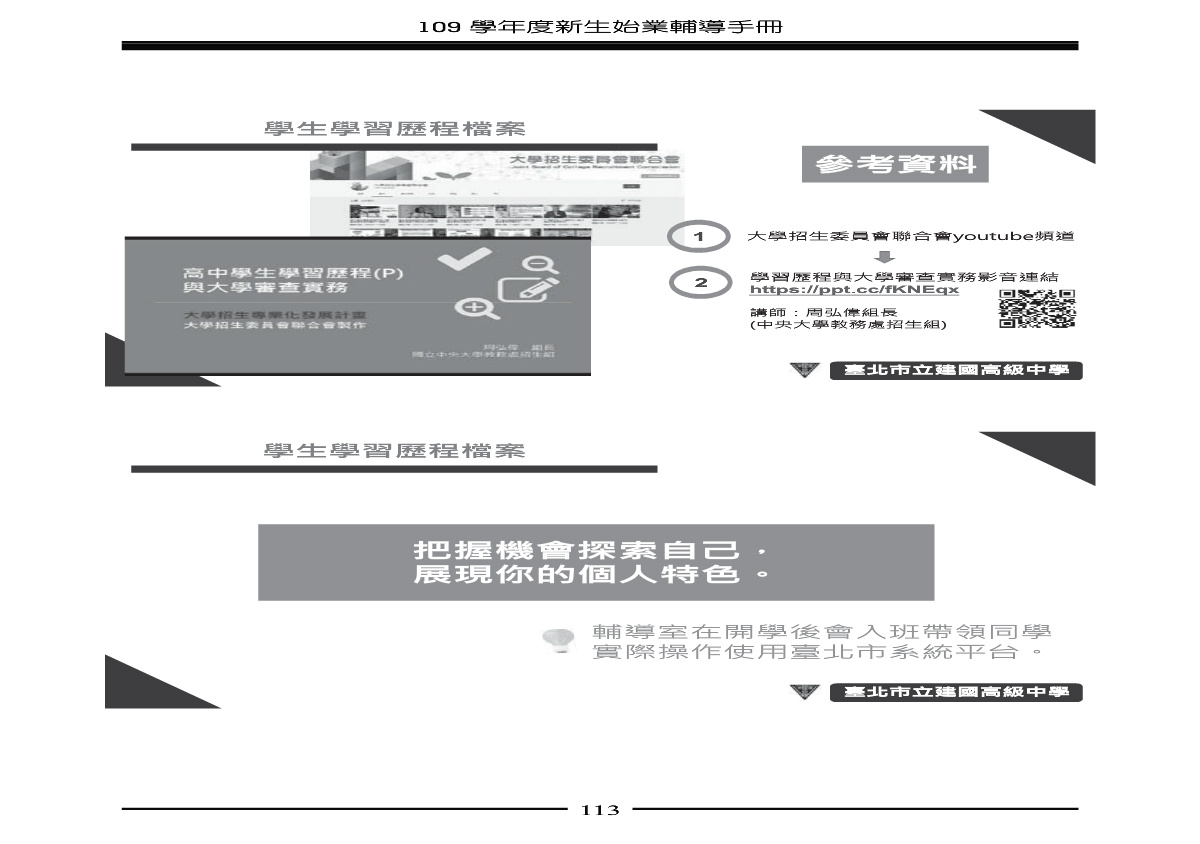 109 學年度新生始業輔導手冊
學生學習歷程檔案
大學招生委員會聯合會
Joint Board of College Recruitment Commission
參考資料
1 大學招生委員會聯合會youtube頻道
2 學習歷程與大學審查實務影音連結
https://ppt.cc/fKNEqx
講師：周弘偉組長
(中央大學教務處招生組)
高中學生學習歷程(P)
與大學審查實務
大學招生專業化發展計畫
大學招生委員會聯合會製作
周弘偉 組長
國立中央大學教務處招生組
臺北市立建國高級中學
學生學習歷程檔案
把握機會探索自己，
展現你的個人特色。
輔導室在開學後會入班帶領同學
實際操作使用臺北市系統平台。
臺北市立建國高級中學
113